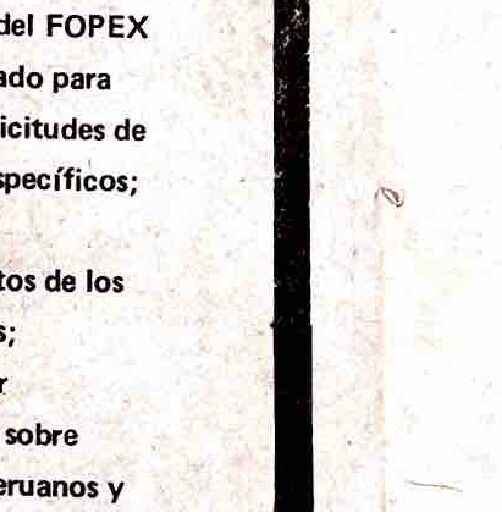 del FOPEX
ado para
icitudes de
specíficos;
tos de los
s;
r
sobre
eruanos y